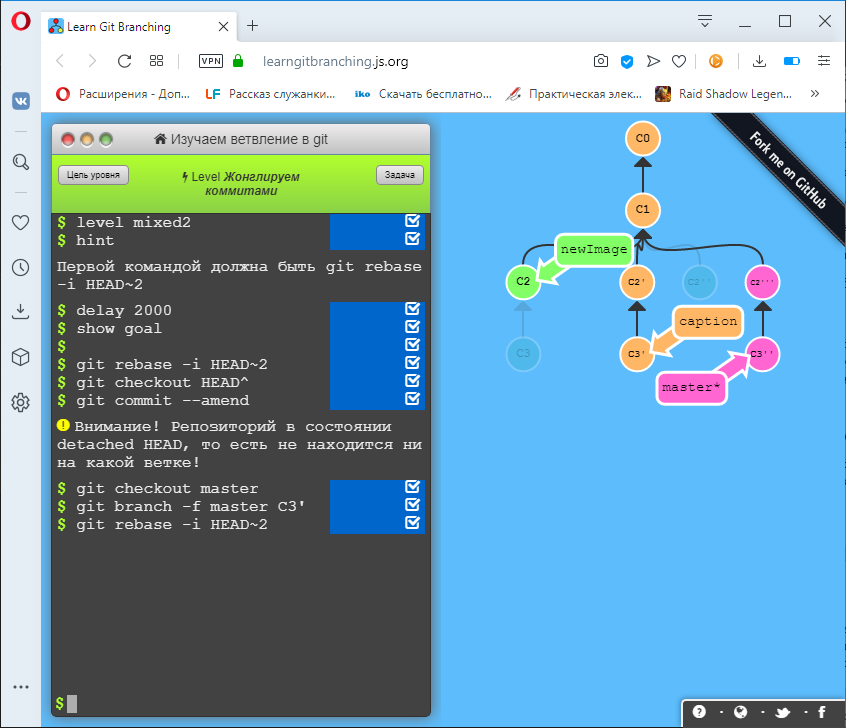 Learn Git Branching
VPN
learngitbranching.js.org
Расширения - Доп...
LF
Рассказ служанки...
iko
Скачать бесплатно...
Практическая элек...
Raid Shadow Legen...
Изучаем ветвление в git
Цель уровня
Level Жонглируем
коммитами
Задача
$ level mixed2
$ hint
Первой командой должна быть git rebase
-i HEAD~2
$ delay 2000
$ show goal
$
$ git rebase -i HEAD~2
$ git checkout HEAD^
$ git commit --amend
Внимание! Репозиторий в состоянии
detached HEAD, то есть не находится ни
на какой ветке!
$ git checkout master
$ git branch -f master C3'
$ git rebase -i HEAD~2
$
C0
Fork me on GitHub
C1
newImage
C2
C2'
C2''
C2'''
caption
C3
C3'
C3''
master*